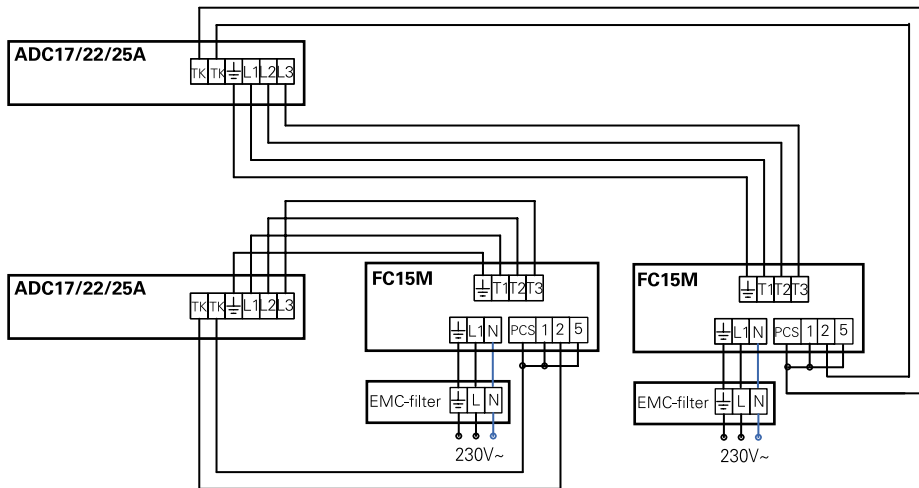 ADC17/22/25A
TK TK ⏚ L1 L2 L3
ADC17/22/25A
TK TK ⏚ L1 L2 L3
FC15M
⏚ T1 T2 T3
⏚ L1 N
PCS 1 2 5
EMC-filter
⏚ L N
230V~
FC15M
⏚ T1 T2 T3
⏚ L1 N
PCS 1 2 5
EMC-filter
⏚ L N
230V~